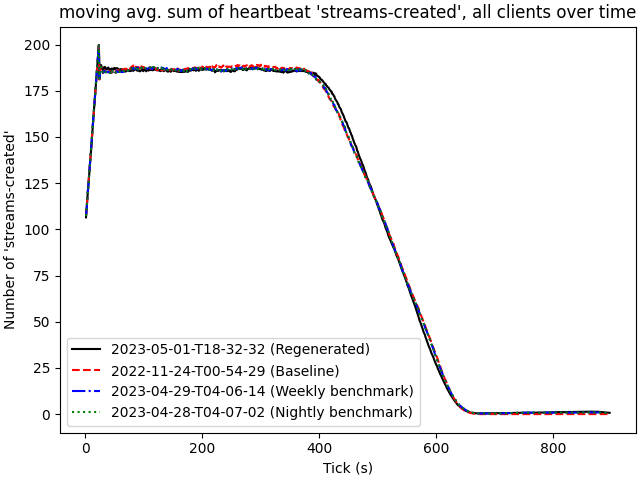 moving avg. sum of heartbeat 'streams-created', all clients over time
Number of 'streams-created'
200
175
150
125
100
75
50
25
0
2023-05-01-T18-32-32 (Regenerated)
2022-11-24-T00-54-29 (Baseline)
2023-04-29-T04-06-14 (Weekly benchmark)
2023-04-28-T04-07-02 (Nightly benchmark)
0 200 400 600 800
Tick (s)